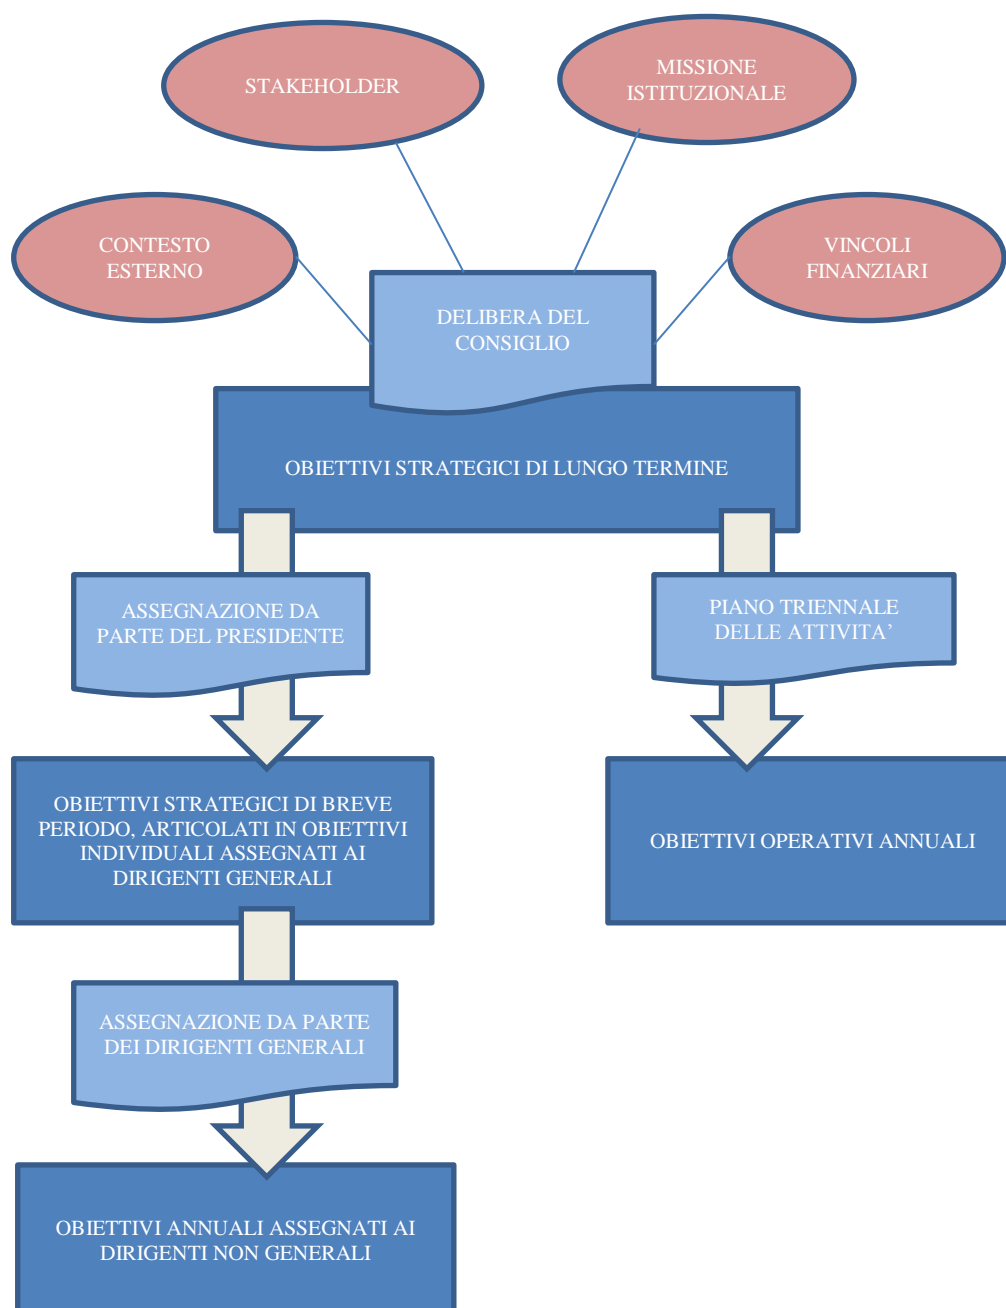 STAKEHOLDER
MISSIONE
ISTITUZIONALE
CONTESTO
ESTERNO
VINCOLI
FINANZIARI
DELIBERA DEL
CONSIGLIO
OBIETTIVI STRATEGICI DI LUNGO TERMINE
ASSEGNAZIONE DA
PARTE DEL PRESIDENTE
PIANO TRIENNALE
DELLE ATTIVITA’
OBIETTIVI STRATEGICI DI BREVE
PERIODO, ARTICOLATI IN OBIETTIVI
INDIVIDUALI ASSEGNATI AI
DIRIGENTI GENERALI
OBIETTIVI OPERATIVI ANNUALI
ASSEGNAZIONE DA PARTE
DEI DIRIGENTI GENERALI
OBIETTIVI ANNUALI ASSEGNATI AI
DIRIGENTI NON GENERALI